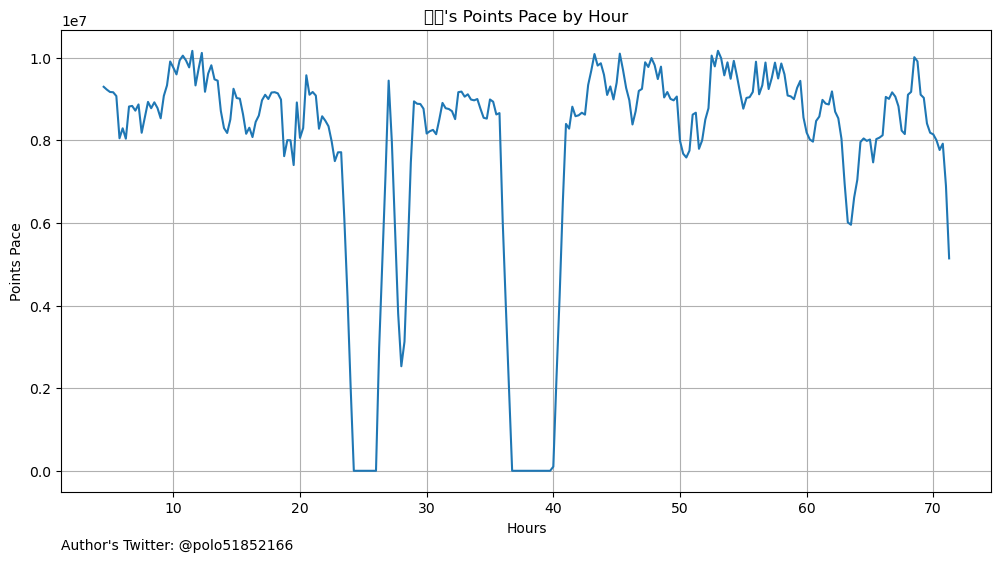 's Points Pace by Hour
1e7
1.0
0.8
0.6
0.4
0.2
0.0
Points Pace
10 20 30 40 50 60 70
Hours
Author's Twitter: @polo51852166